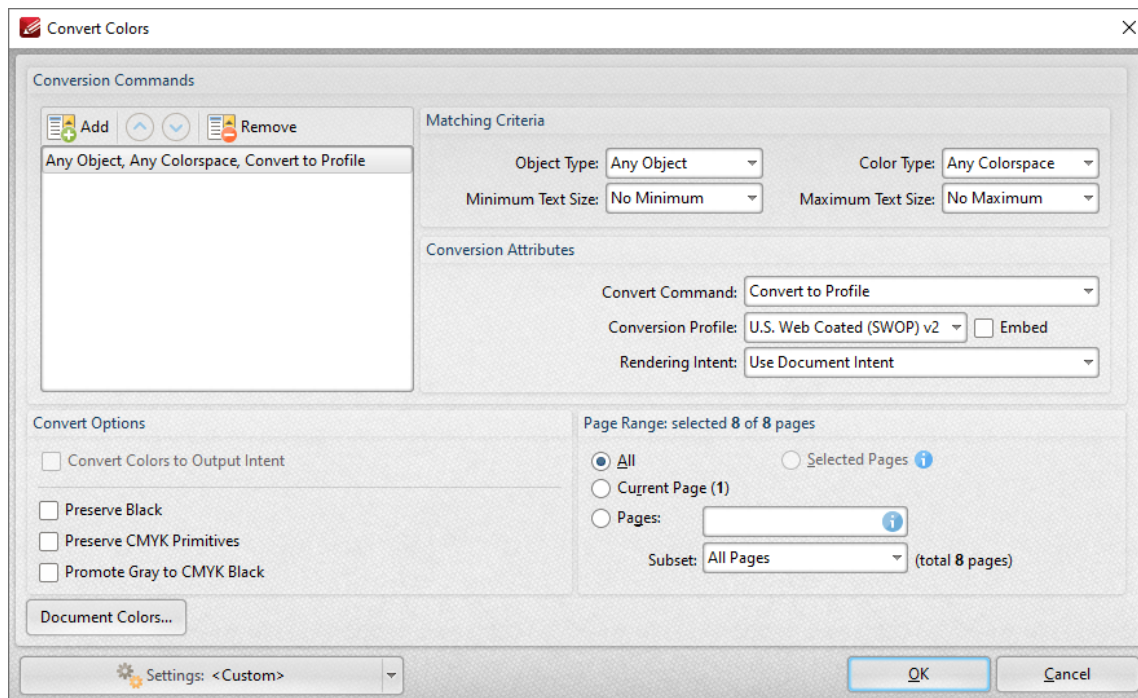 Convert Colors
Conversion Commands
Add Remove
Any Object, Any Colorspace, Convert to Profile
Matching Criteria
Object Type: Any Object Color Type: Any Colorspace
Minimum Text Size: No Minimum Maximum Text Size: No Maximum
Conversion Attributes
Convert Command: Convert to Profile
Conversion Profile: U.S. Web Coated (SWOP) v2 Embed
Rendering Intent: Use Document Intent
Convert Options
Convert Colors to Output Intent
Preserve Black
Preserve CMYK Primitives
Promote Gray to CMYK Black
Page Range: selected 8 of 8 pages
All Selected Pages
Current Page (1)
Pages:
Subset: All Pages (total 8 pages)
Document Colors...
Settings: <Custom> OK Cancel